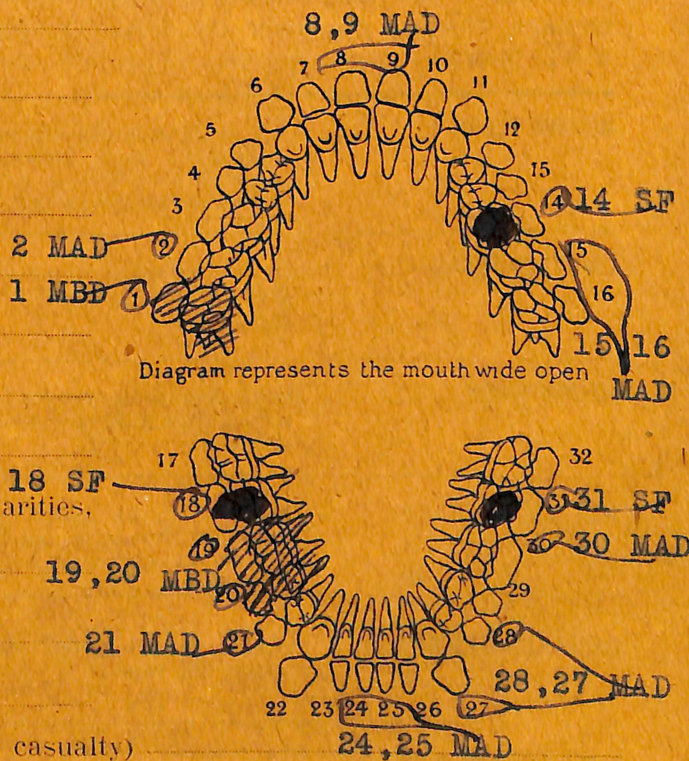 8,9 MAD
7 8 9 10
6 11
5 12
4 15
3 14 14 SF
2 MAD 2 15
1 MBD 1 16
15,16
Diagram represents the mouth wide open
MAD
17 32
18 SF 18 31 31 SF
arities,
19 30 30 MAD
19,20 MBD 20 29
21 MAD 21 28
28,27 MAD
22 23 24 25 26 27
casualty) 24,25 MAD